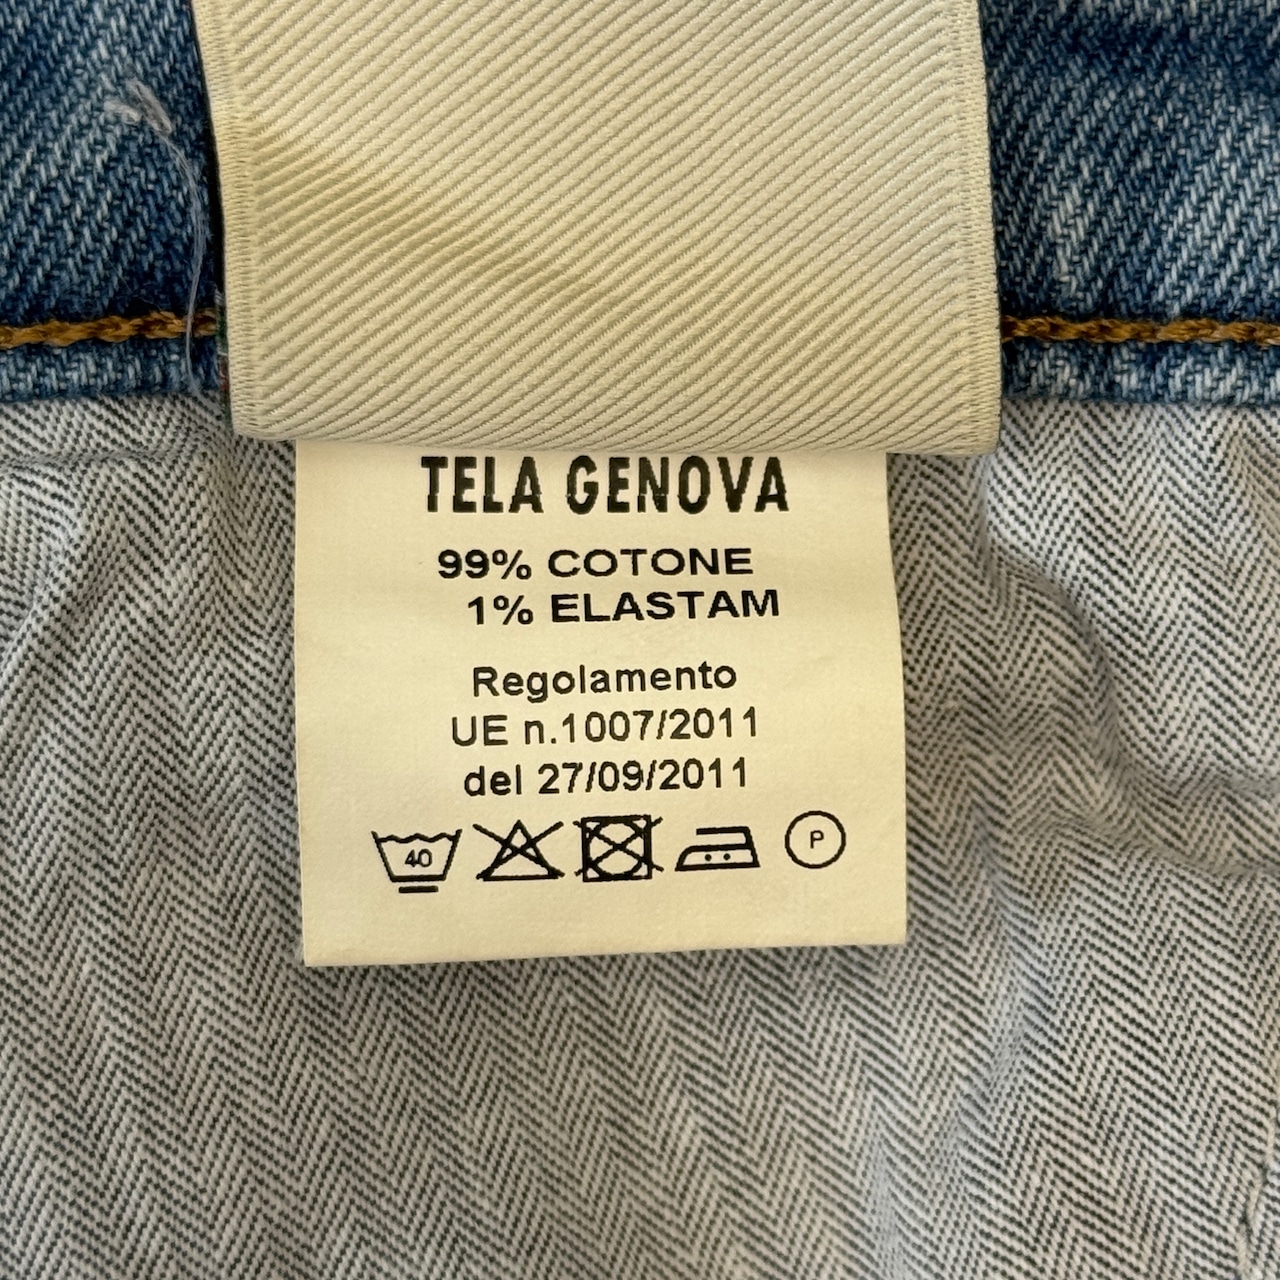 TELA GENOVA
99% COTONE
1% ELASTAM
Regolamento
UE n.1007/2011
del 27/09/2011
40 P